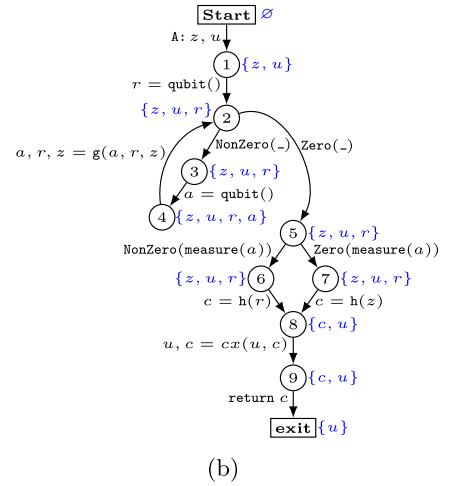 Start ∅
A: z, u
1 {z, u}
r = qubit()
{z, u, r} 2
NonZero(_) Zero(_)
a, r, z = g(a, r, z)
3 {z, u, r}
a = qubit()
4 {z, u, r, a}
5 {z, u, r}
NonZero(measure(a)) Zero(measure(a))
{z, u, r} 6 7 {z, u, r}
c = h(r) c = h(z)
8 {c, u}
u, c = cx(u, c)
9 {c, u}
return c
exit {u}
(b)